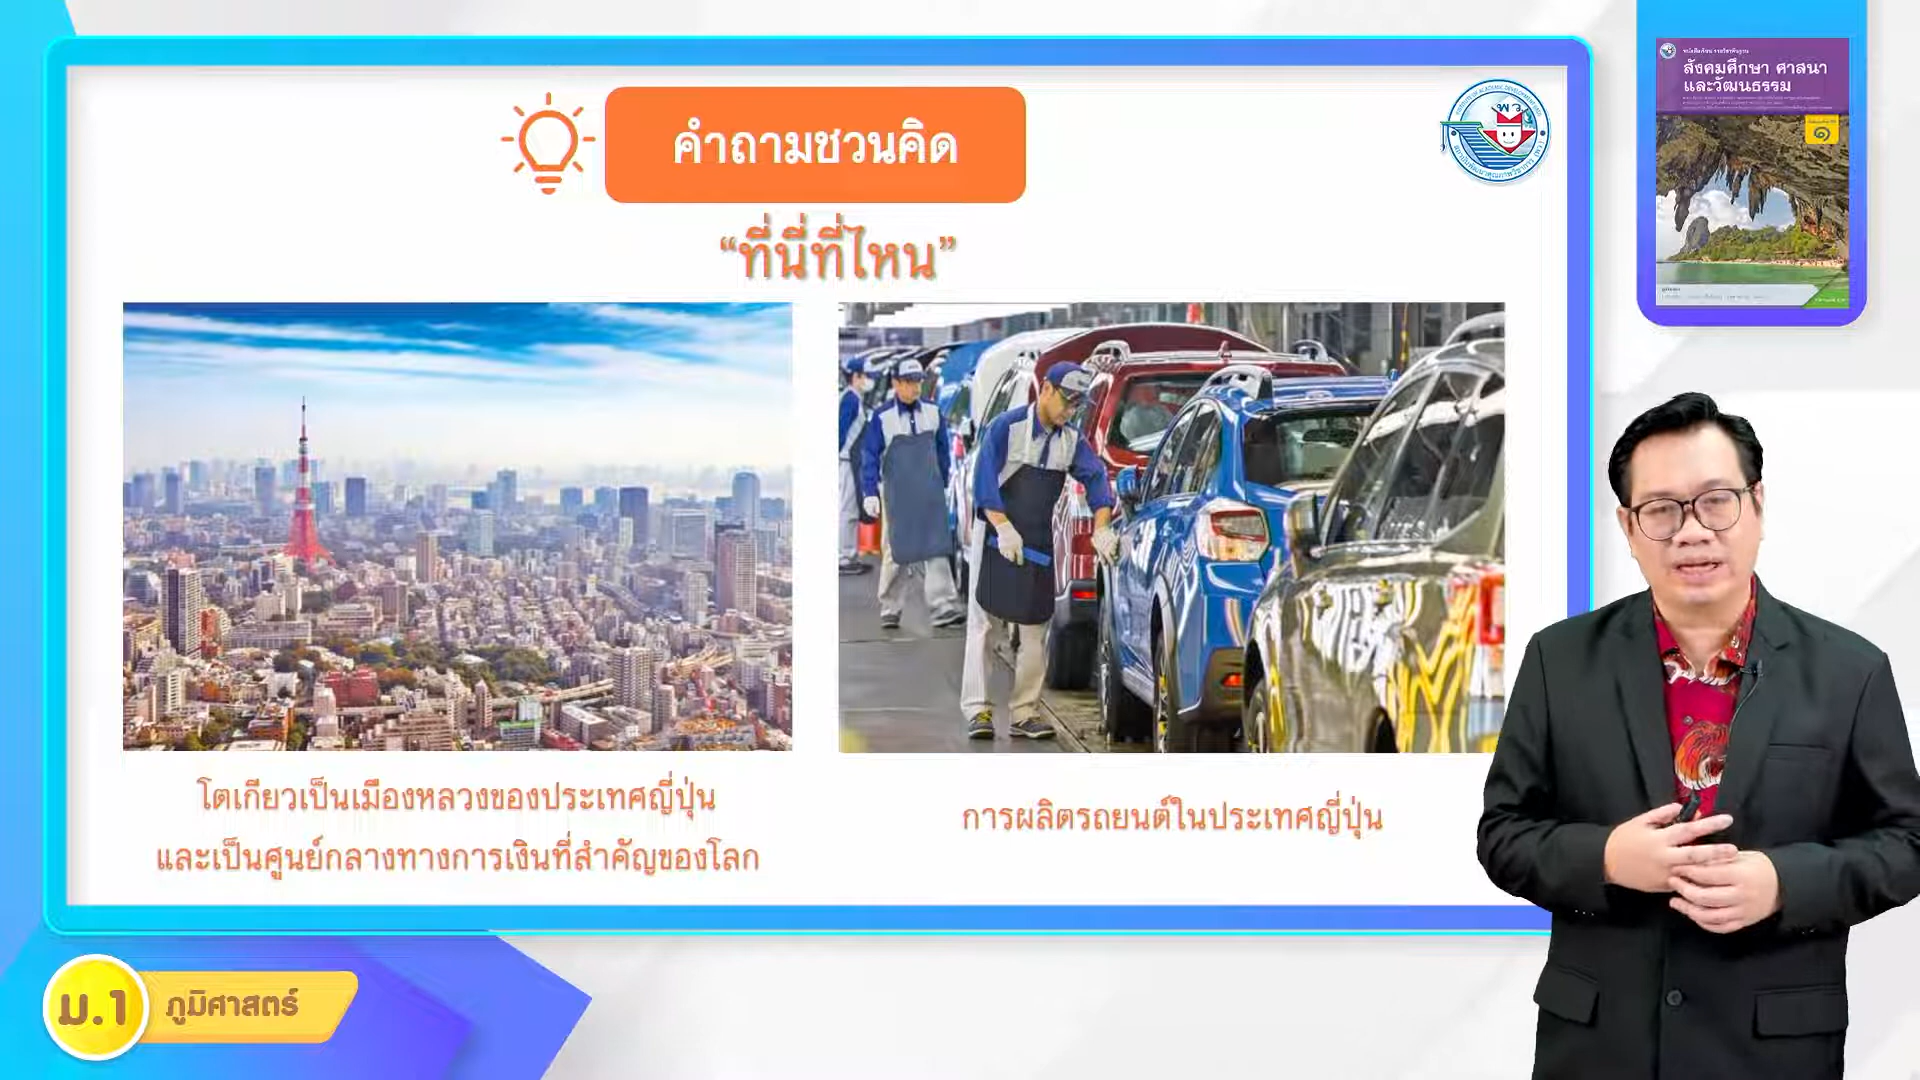 คำถามชวนคิด
“ที่นี่ที่ไหน”
โตเกียวเป็นเมืองหลวงของประเทศญี่ปุ่น
และเป็นศูนย์กลางทางการเงินที่สำคัญของโลก
การผลิตรถยนต์ในประเทศญี่ปุ่น
พว.
สังคมศึกษา ศาสนา
และวัฒนธรรม
๑
ม.1
ภูมิศาสตร์